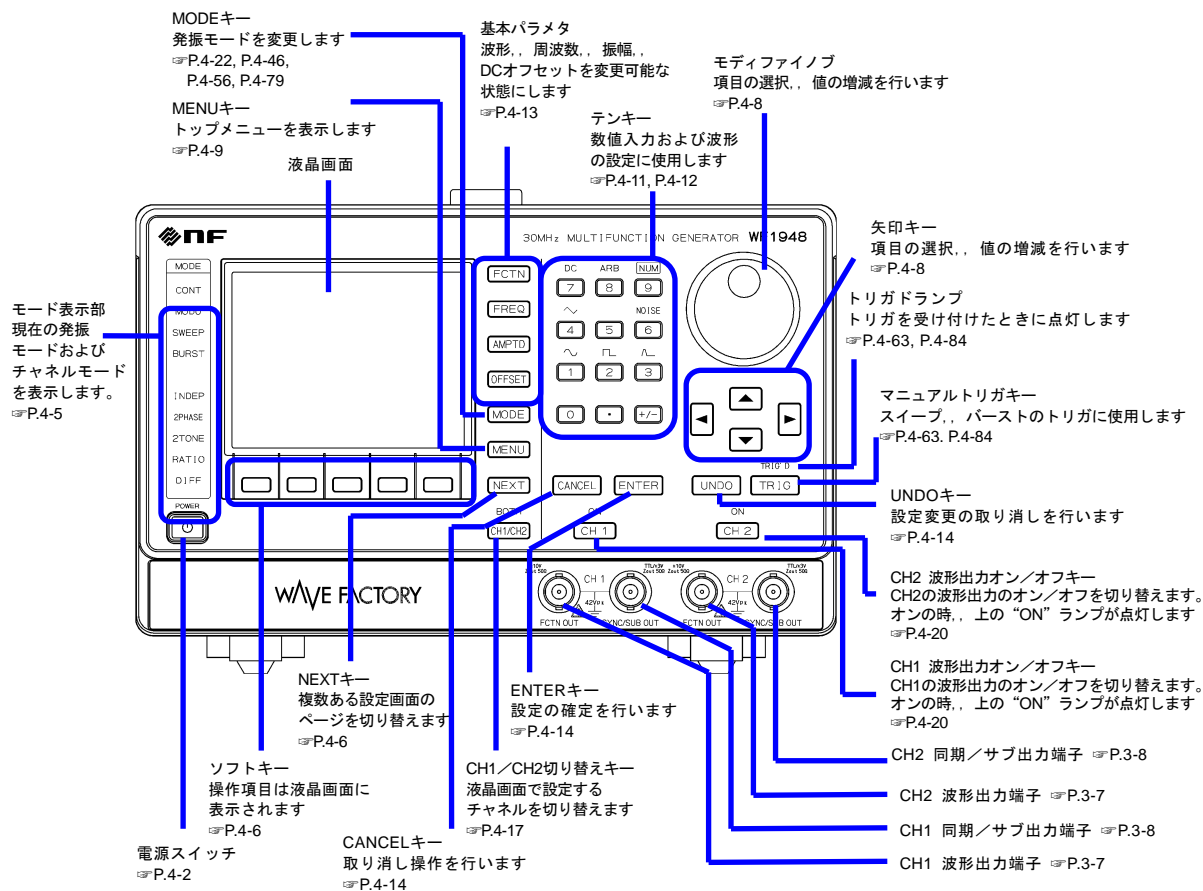 MODEキー
発振モードを変更します
☞P.4-22, P.4-46,
P.4-56, P.4-79
MENUキー
トップメニューを表示します
☞P.4-9
液晶画面
基本パラメタ
波形,, 周波数,, 振幅,,
DCオフセットを変更可能な
状態にします
☞P.4-13
テンキー
数値入力および波形
の設定に使用します
☞P.4-11, P.4-12
モディファイノブ
項目の選択,, 値の増減を行います
☞P.4-8
矢印キー
項目の選択,, 値の増減を行います
☞P.4-8
トリガドランプ
トリガを受け付けたときに点灯します
☞P.4-63, P.4-84
マニュアルトリガキー
スイープ,, バーストのトリガに使用します
☞P.4-63. P.4-84
UNDOキー
設定変更の取り消しを行います
☞P.4-14
CH2 波形出力オン／オフキー
CH2の波形出力のオン／オフを切り替えます。
オンの時,, 上の“ON”ランプが点灯します
☞P.4-20
CH1 波形出力オン／オフキー
CH1の波形出力のオン／オフを切り替えます。
オンの時,, 上の“ON”ランプが点灯します
☞P.4-20
CH2 同期／サブ出力端子 ☞P.3-8
CH2 波形出力端子 ☞P.3-7
CH1 同期／サブ出力端子 ☞P.3-8
CH1 波形出力端子 ☞P.3-7
モード表示部
現在の発振
モードおよび
チャネルモード
を表示します。
☞P.4-5
nF
30MHz MULTIFUNCTION GENERATOR WF1948
MODE
CONT
MODU
SWEEP
BURST
INDEP
2PHASE
2TONE
RATIO
DIFF
POWER
FCTN
FREQ
AMPTD
OFFSET
MODE
MENU
NEXT
DC ARB NUM
7 8 9
NOISE
4 5 6
1 2 3
0 . +/-
CANCEL ENTER
UNDO TRIG
TRIG'D
BOTH
CH1/CH2
ON
CH 1
ON
CH 2
WAVE FACTORY
CH 1
CH 2
42Vpk
42Vpk
FCTN OUT
SYNC/SUB OUT
FCTN OUT
SYNC/SUB OUT
NEXTキー
複数ある設定画面の
ページを切り替えます
☞P.4-6
ENTERキー
設定の確定を行います
☞P.4-14
ソフトキー
操作項目は液晶画面に
表示されます
☞P.4-6
CH1／CH2切り替えキー
液晶画面で設定する
チャネルを切り替えます
☞P.4-17
電源スイッチ
☞P.4-2
CANCELキー
取り消し操作を行います
☞P.4-14